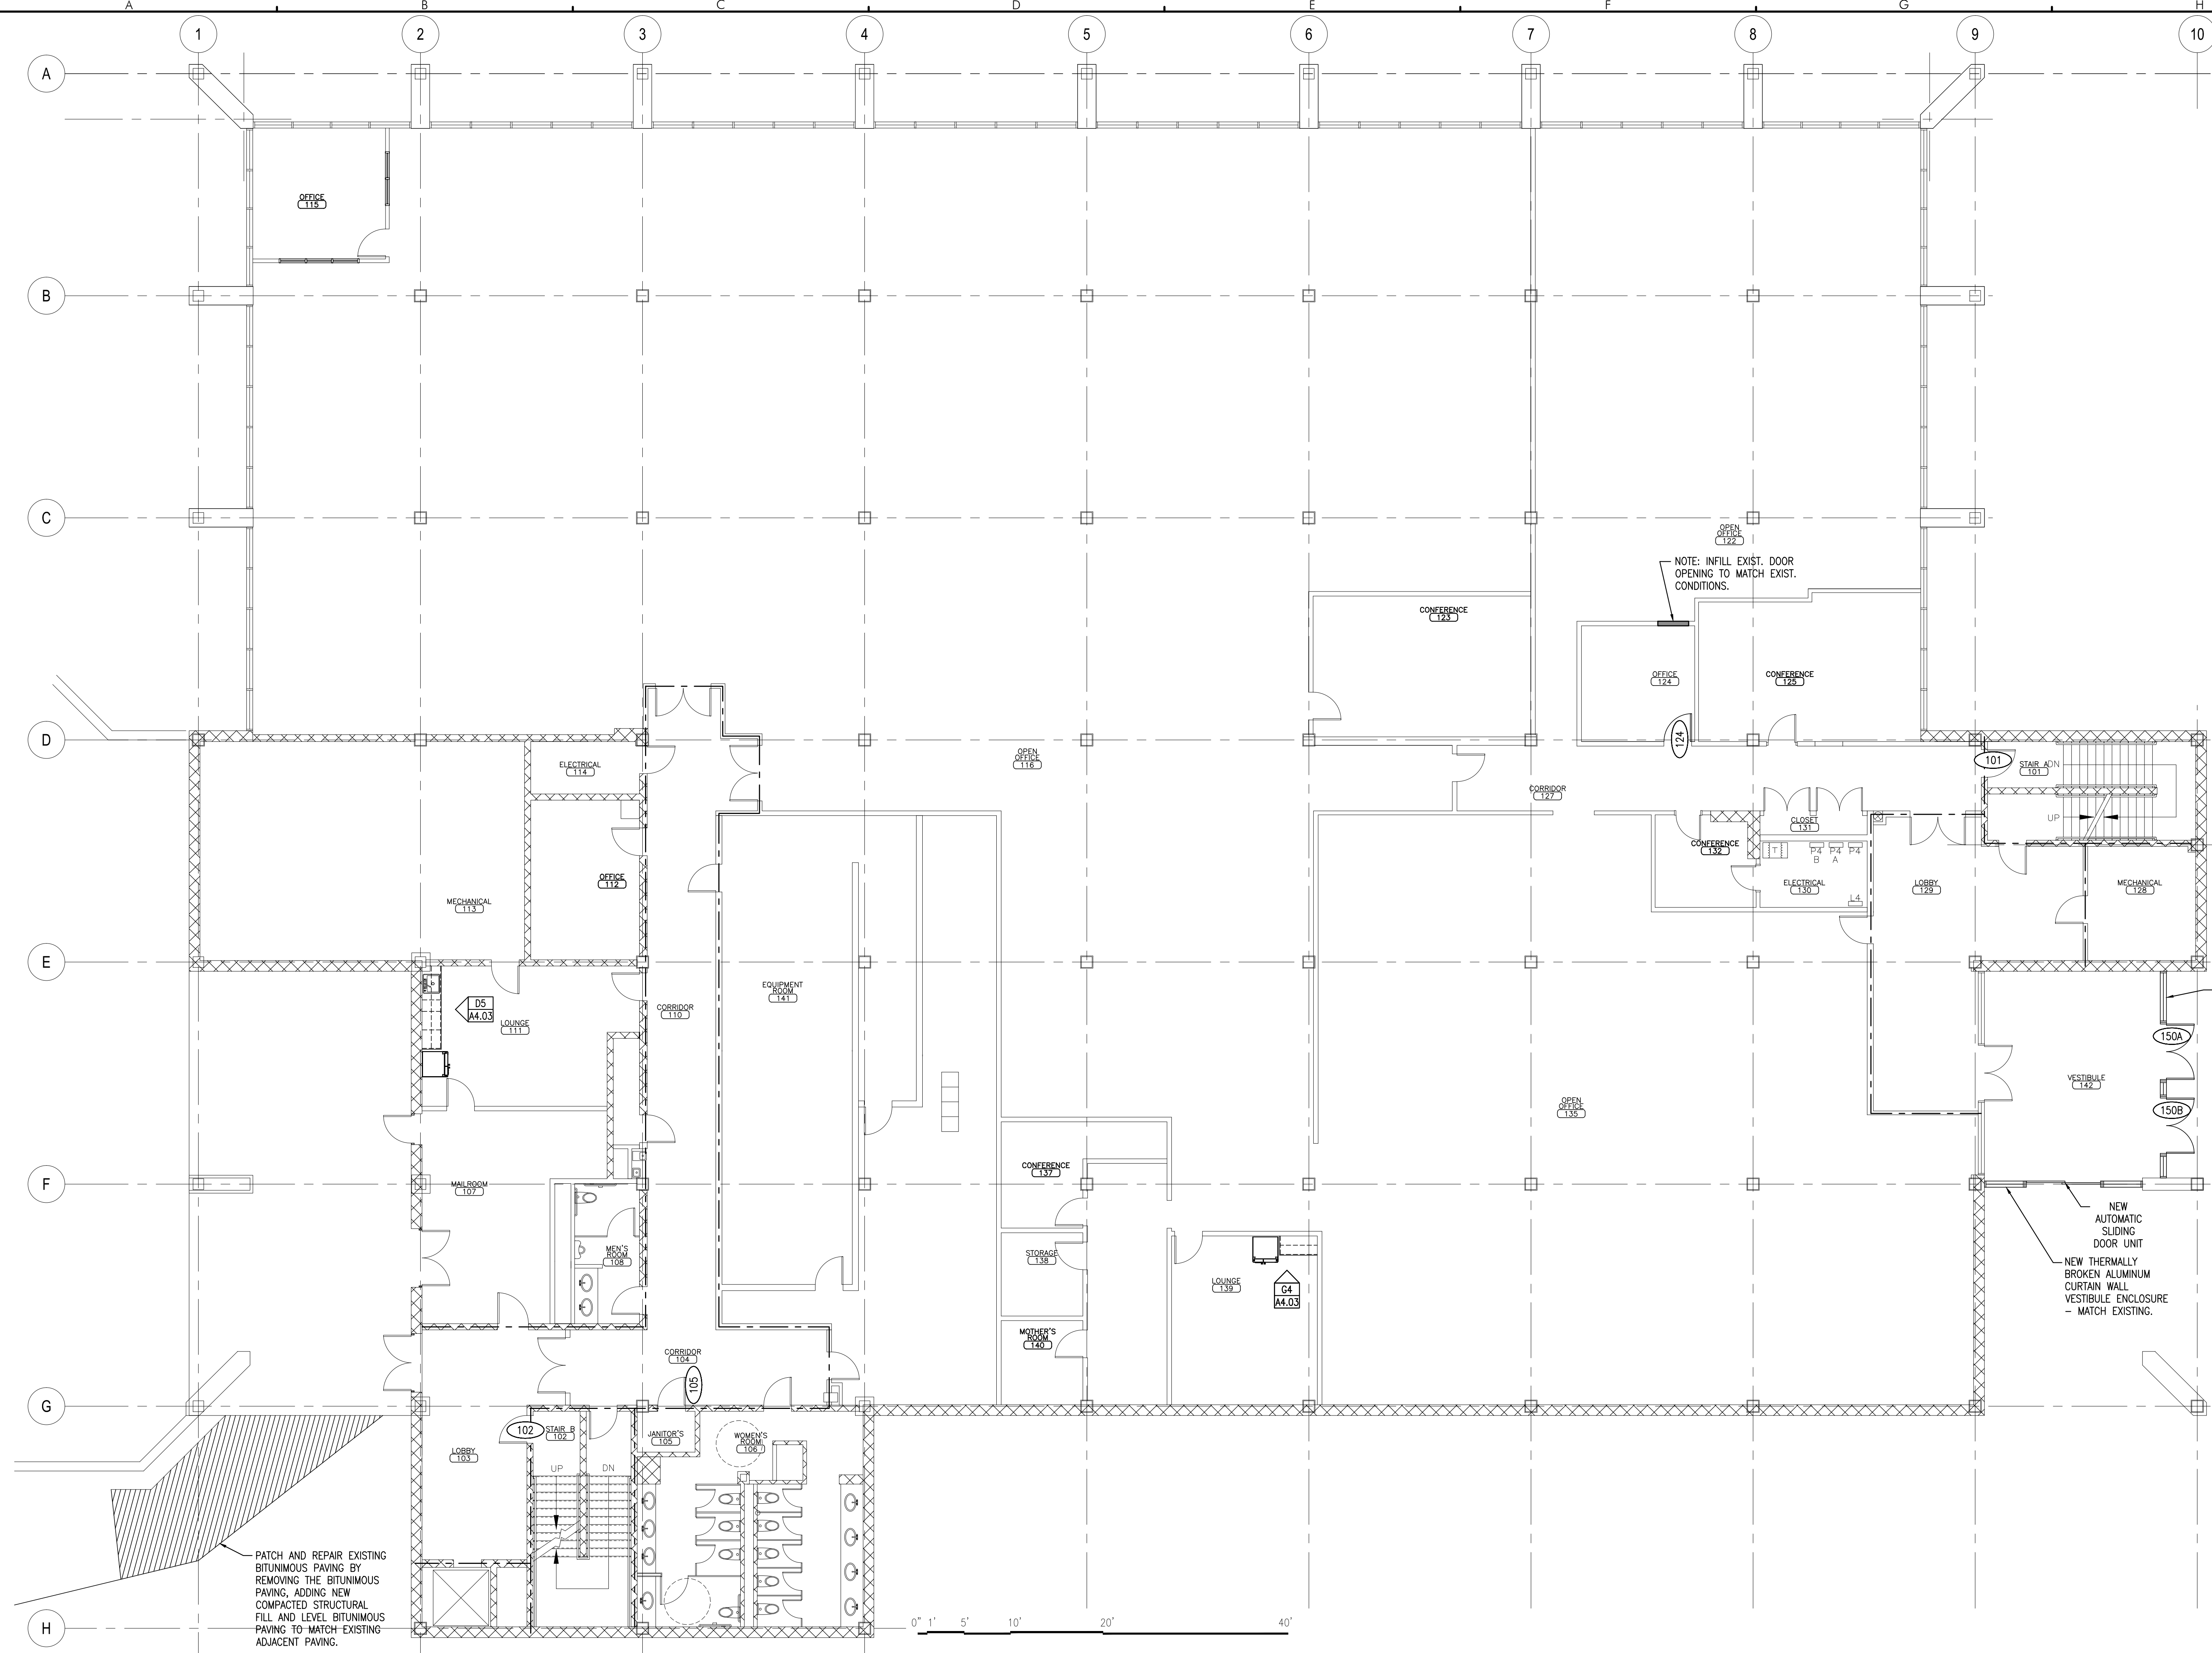 A B C D E F G H
1 2 3 4 5 6 7 8 9 10
A
OFFICE
115
B
C
OPEN
OFFICE
122
NOTE: INFILL EXIST. DOOR
OPENING TO MATCH EXIST.
CONDITIONS.
CONFERENCE
123
OFFICE
124
CONFERENCE
125
D
124
101
STAIR A
101
DN
UP
ELECTRICAL
114
OPEN
OFFICE
116
CORRIDOR
127
CLOSET
131
CONFERENCE
132
T
P4
B
P4
A
P4
L4
ELECTRICAL
130
LOBBY
129
MECHANICAL
128
OFFICE
112
MECHANICAL
113
E
D5
A4.03
LOUNGE
111
CORRIDOR
110
EQUIPMENT
ROOM
141
OPEN
OFFICE
135
VESTIBULE
142
150A
150B
F
MAILROOM
107
CONFERENCE
137
MEN'S
ROOM
108
STORAGE
138
LOUNGE
139
G4
A4.03
NEW
AUTOMATIC
SLIDING
DOOR UNIT
NEW THERMALLY
BROKEN ALUMINUM
CURTAIN WALL
VESTIBULE ENCLOSURE
– MATCH EXISTING.
MOTHER'S
ROOM
140
CORRIDOR
104
105
G
102
STAIR B
102
JANITOR'S
105
WOMEN'S
ROOM
106
LOBBY
103
UP
DN
PATCH AND REPAIR EXISTING
BITUNIMOUS PAVING BY
REMOVING THE BITUNIMOUS
PAVING, ADDING NEW
COMPACTED STRUCTURAL
FILL AND LEVEL BITUNIMOUS
PAVING TO MATCH EXISTING
ADJACENT PAVING.
H
0" 1' 5' 10' 20' 40'